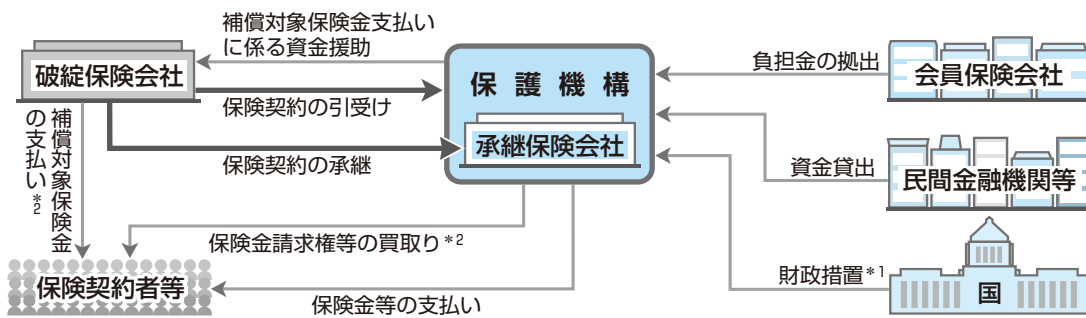 補償対象保険金支払い
に係る資金援助
破綻保険会社
保険契約の引受け
保険契約の承継
補償対象保険金
の支払い*2
保護機構
承継保険会社
負担金の拠出
会員保険会社
資金貸出
民間金融機関等
財政措置*1
国
保険金請求権等の買取り*2
保険契約者等
保険金等の支払い